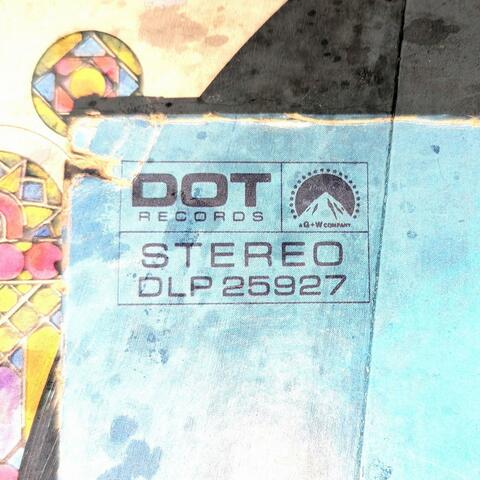 DOT
RECORDS
A G+W COMPANY
STEREO
DLP 25927